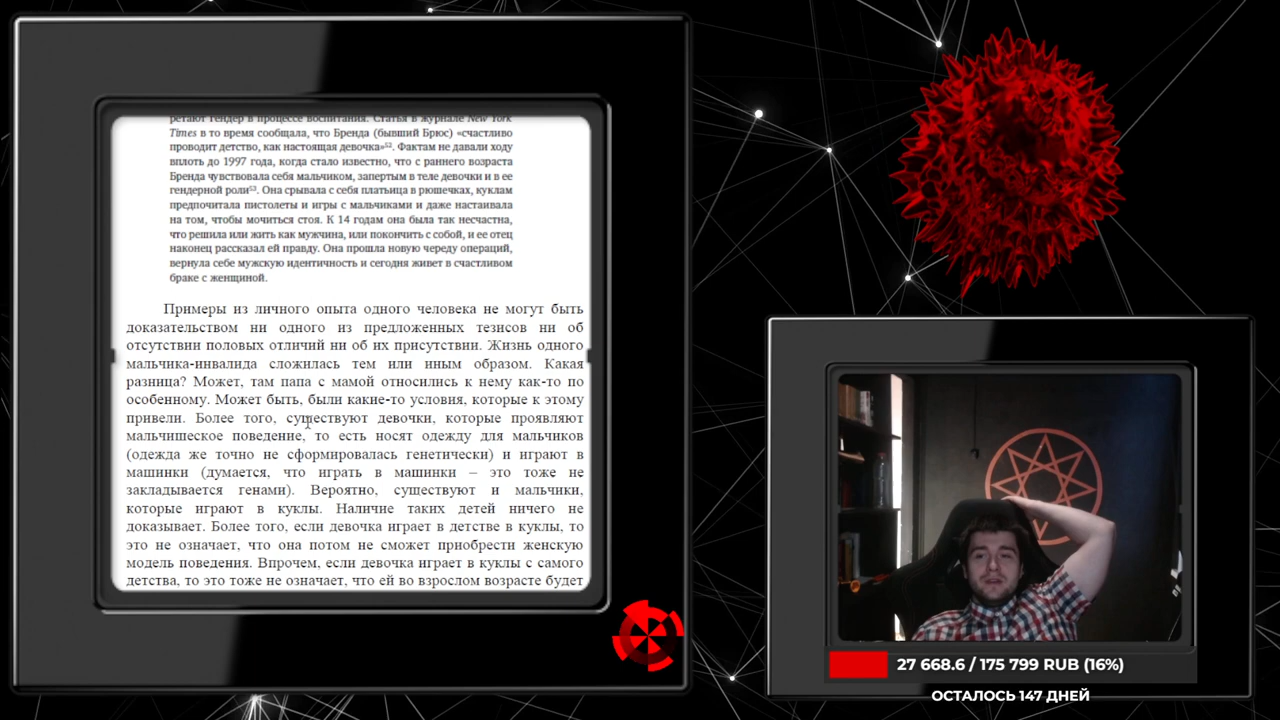 ретают гендер в процессе воспитания. Статья в журнале New York
Times в то время сообщала, что Бренда (бывший Брюс) «счастливо
проводит детство, как настоящая девочка»⁵². Фактам не давали ходу
вплоть до 1997 года, когда стало известно, что с раннего возраста
Бренда чувствовала себя мальчиком, запертым в теле девочки и в ее
гендерной роли⁵³. Она срывала с себя платьица в рюшечках, куклам
предпочитала пистолеты и игры с мальчиками и даже настаивала
на том, чтобы мочиться стоя. К 14 годам она была так несчастна,
что решила или жить как мужчина, или покончить с собой, и ее отец
наконец рассказал ей правду. Она прошла новую череду операций,
вернула себе мужскую идентичность и сегодня живет в счастливом
браке с женщиной.
Примеры из личного опыта одного человека не могут быть
доказательством ни одного из предложенных тезисов ни об
отсутствии половых отличий ни об их присутствии. Жизнь одного
мальчика-инвалида сложилась тем или иным образом. Какая
разница? Может, там папа с мамой относились к нему как-то по
особенному. Может быть, были какие-то условия, которые к этому
привели. Более того, существуют девочки, которые проявляют
мальчишеское поведение, то есть носят одежду для мальчиков
(одежда же точно не сформировалась генетически) и играют в
машинки (думается, что играть в машинки – это тоже не
закладывается генами). Вероятно, существуют и мальчики,
которые играют в куклы. Наличие таких детей ничего не
доказывает. Более того, если девочка играет в детстве в куклы, то
это не означает, что она потом не сможет приобрести женскую
модель поведения. Впрочем, если девочка играет в куклы с самого
детства, то это тоже не означает, что ей во взрослом возрасте будет
27 668.6 / 175 799 RUB (16%)
ОСТАЛОСЬ 147 ДНЕЙ